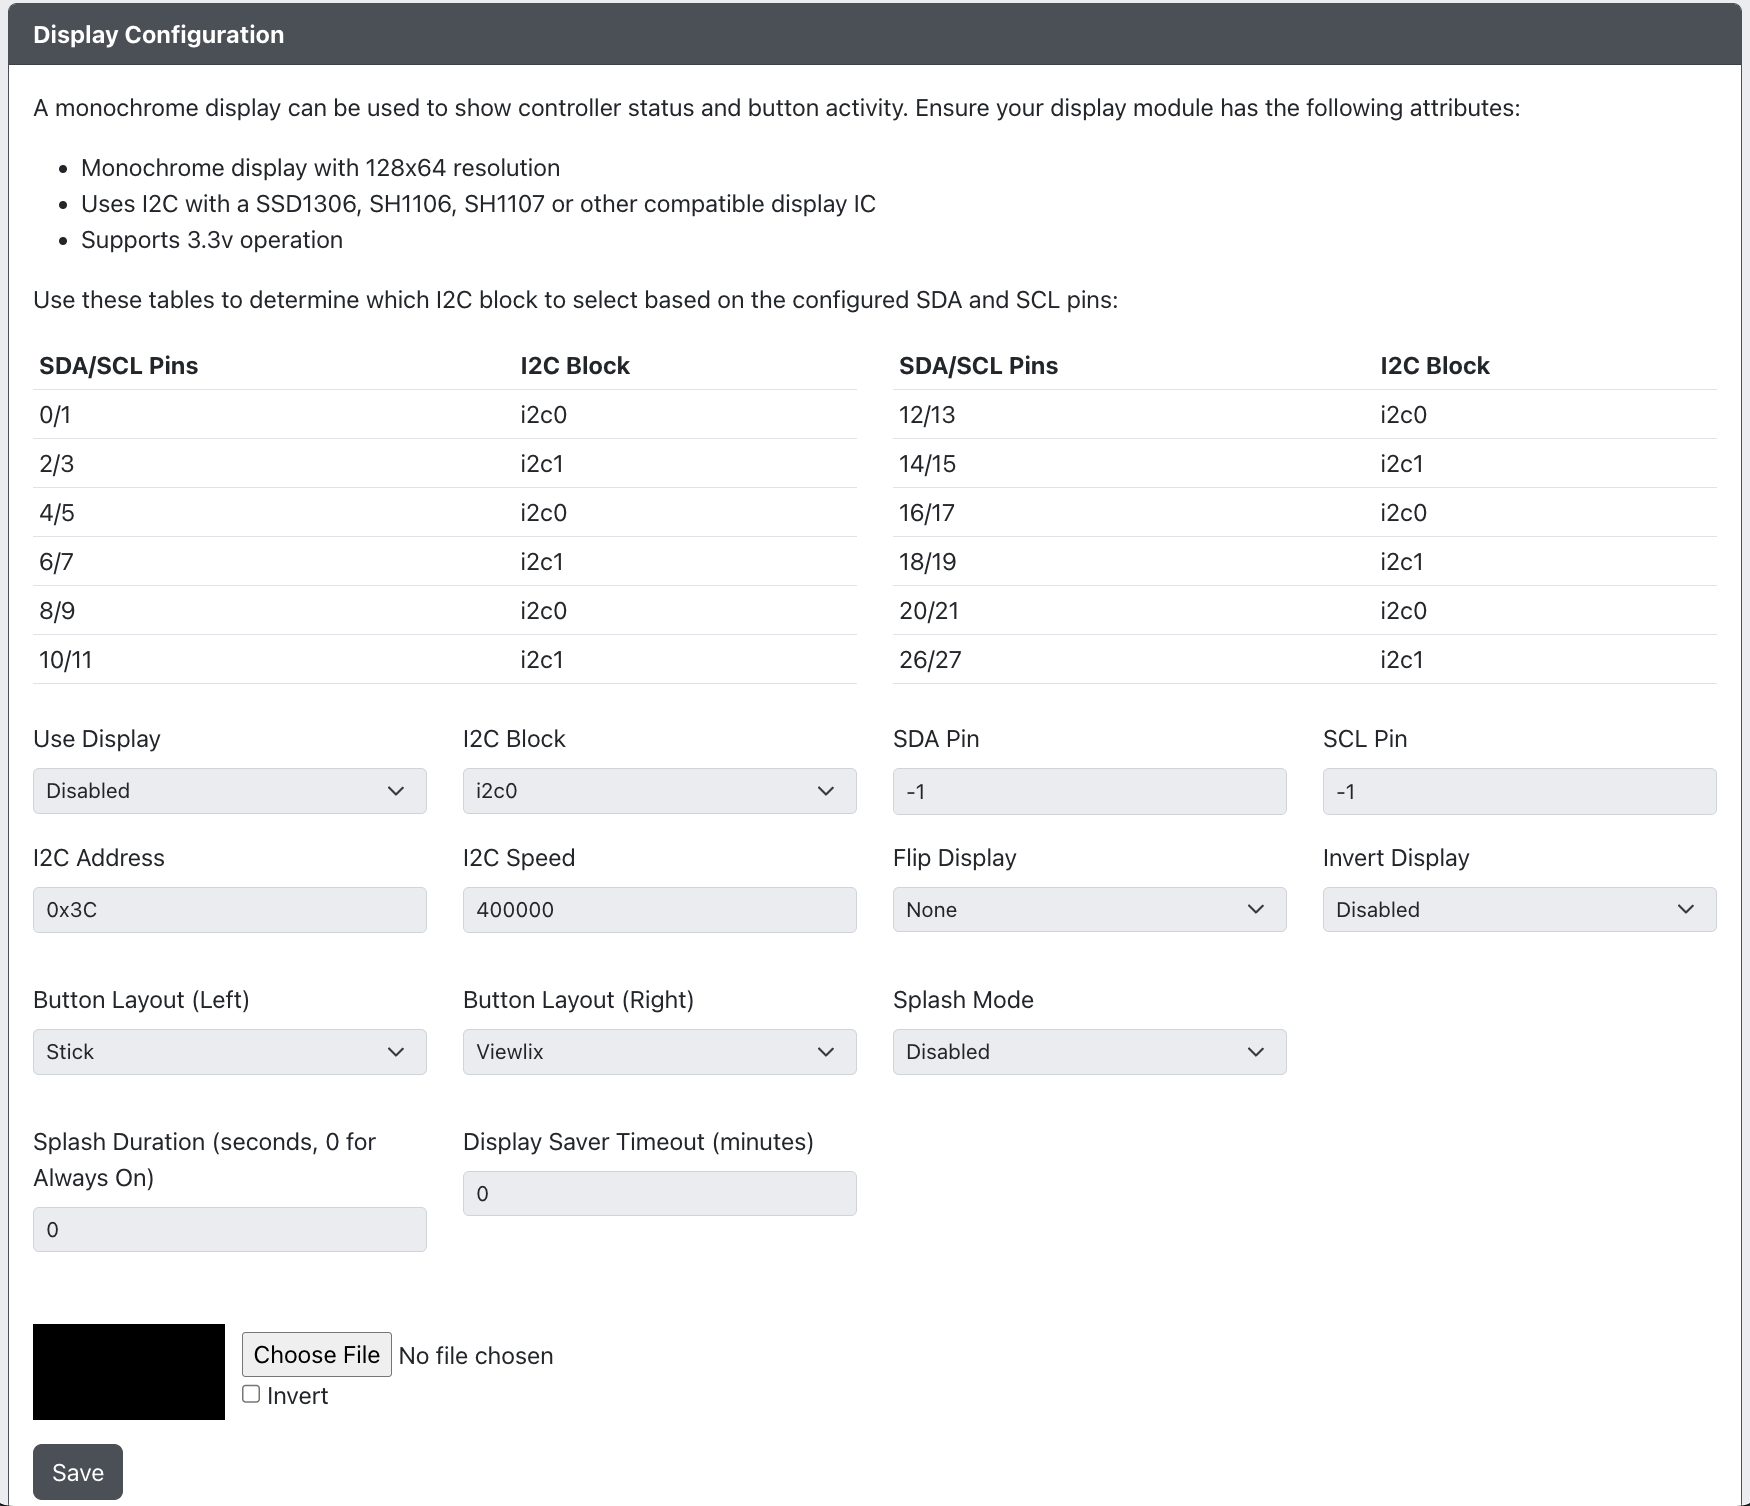 Display Configuration
A monochrome display can be used to show controller status and button activity. Ensure your display module has the following attributes:
• Monochrome display with 128x64 resolution
• Uses I2C with a SSD1306, SH1106, SH1107 or other compatible display IC
• Supports 3.3v operation
Use these tables to determine which I2C block to select based on the configured SDA and SCL pins:
SDA/SCL Pins I2C Block SDA/SCL Pins I2C Block
0/1 i2c0 12/13 i2c0
2/3 i2c1 14/15 i2c1
4/5 i2c0 16/17 i2c0
6/7 i2c1 18/19 i2c1
8/9 i2c0 20/21 i2c0
10/11 i2c1 26/27 i2c1
Use Display I2C Block SDA Pin SCL Pin
Disabled i2c0 -1 -1
I2C Address I2C Speed Flip Display Invert Display
0x3C 400000 None Disabled
Button Layout (Left) Button Layout (Right) Splash Mode
Stick Viewlix Disabled
Splash Duration (seconds, 0 for
Always On)
0
Display Saver Timeout (minutes)
0
Choose File No file chosen
Invert
Save